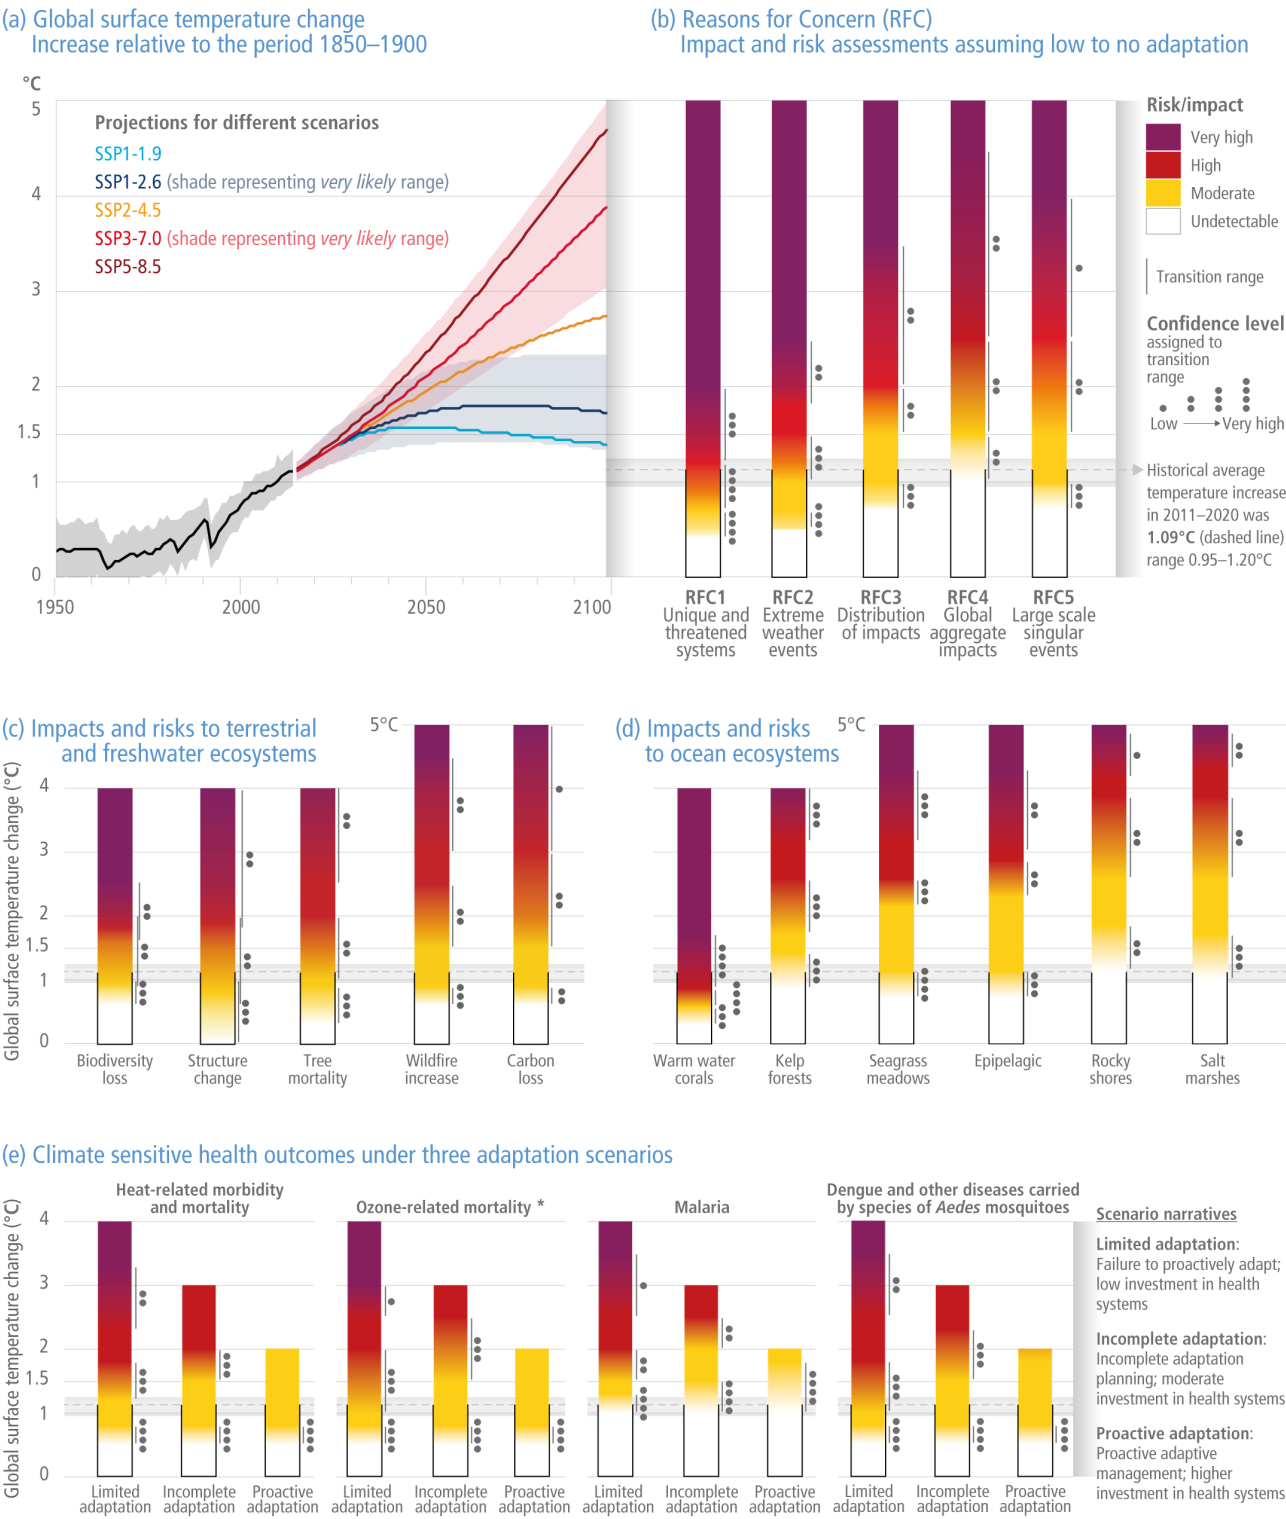 (a) Global surface temperature change
Increase relative to the period 1850–1900
°C
5
4
3
2
1.5
1
0
1950
2000
2050
2100
Projections for different scenarios
SSP1-1.9
SSP1-2.6 (shade representing very likely range)
SSP2-4.5
SSP3-7.0 (shade representing very likely range)
SSP5-8.5
(b) Reasons for Concern (RFC)
Impact and risk assessments assuming low to no adaptation
RFC1
Unique and
threatened
systems
RFC2
Extreme
weather
events
RFC3
Distribution
of impacts
RFC4
Global
aggregate
impacts
RFC5
Large scale
singular
events
Risk/impact
Very high
High
Moderate
Undetectable
Transition range
Confidence level
assigned to
transition
range
Low
Very high
Historical average
temperature increase
in 2011–2020 was
1.09°C (dashed line)
range 0.95–1.20°C
(c) Impacts and risks to terrestrial
and freshwater ecosystems
Global surface temperature change (°C)
5°C
4
3
2
1.5
1
0
Biodiversity
loss
Structure
change
Tree
mortality
Wildfire
increase
Carbon
loss
(d) Impacts and risks
to ocean ecosystems
5°C
Warm water
corals
Kelp
forests
Seagrass
meadows
Epipelagic
Rocky
shores
Salt
marshes
(e) Climate sensitive health outcomes under three adaptation scenarios
Global surface temperature change (°C)
4
3
2
1.5
1
0
Heat-related morbidity
and mortality
Limited
adaptation
Incomplete
adaptation
Proactive
adaptation
Ozone-related mortality *
Limited
adaptation
Incomplete
adaptation
Proactive
adaptation
Malaria
Limited
adaptation
Incomplete
adaptation
Proactive
adaptation
Dengue and other diseases carried
by species of Aedes mosquitoes
Limited
adaptation
Incomplete
adaptation
Proactive
adaptation
Scenario narratives
Limited adaptation:
Failure to proactively adapt;
low investment in health
systems
Incomplete adaptation:
Incomplete adaptation
planning; moderate
investment in health systems
Proactive adaptation:
Proactive adaptive
management; higher
investment in health systems